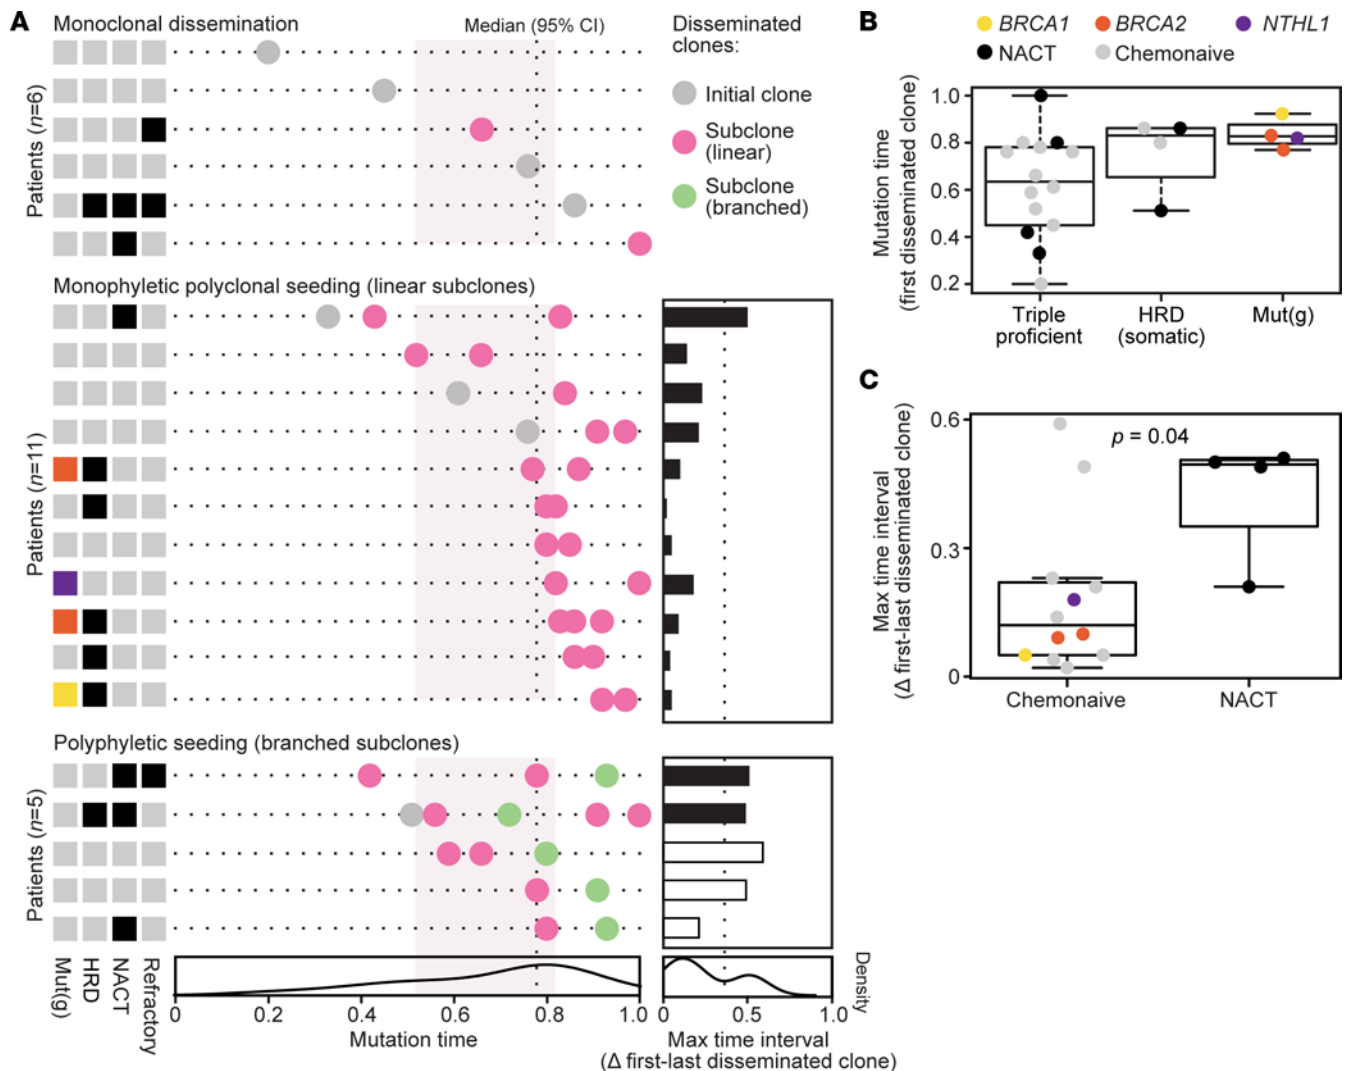 A
Monoclonal dissemination
Median (95% CI)
Patients (n=6)
Disseminated
clones:
Initial clone
Subclone
(linear)
Subclone
(branched)
Monophyletic polyclonal seeding (linear subclones)
Patients (n=11)
Polyphyletic seeding (branched subclones)
Patients (n=5)
Mut(g)
HRD
NACT
Refractory
0 0.2 0.4 0.6 0.8 1.0
Mutation time
0 0.5 1.0
Density
Max time interval
(Δ first-last disseminated clone)
B
BRCA1 BRCA2 NTHL1
NACT Chemonaive
Mutation time
(first disseminated clone)
1.0
0.8
0.6
0.4
0.2
Triple
proficient
HRD
(somatic)
Mut(g)
C
Max time interval
(Δ first-last disseminated clone)
0.6
0.3
0
p = 0.04
Chemonaive NACT